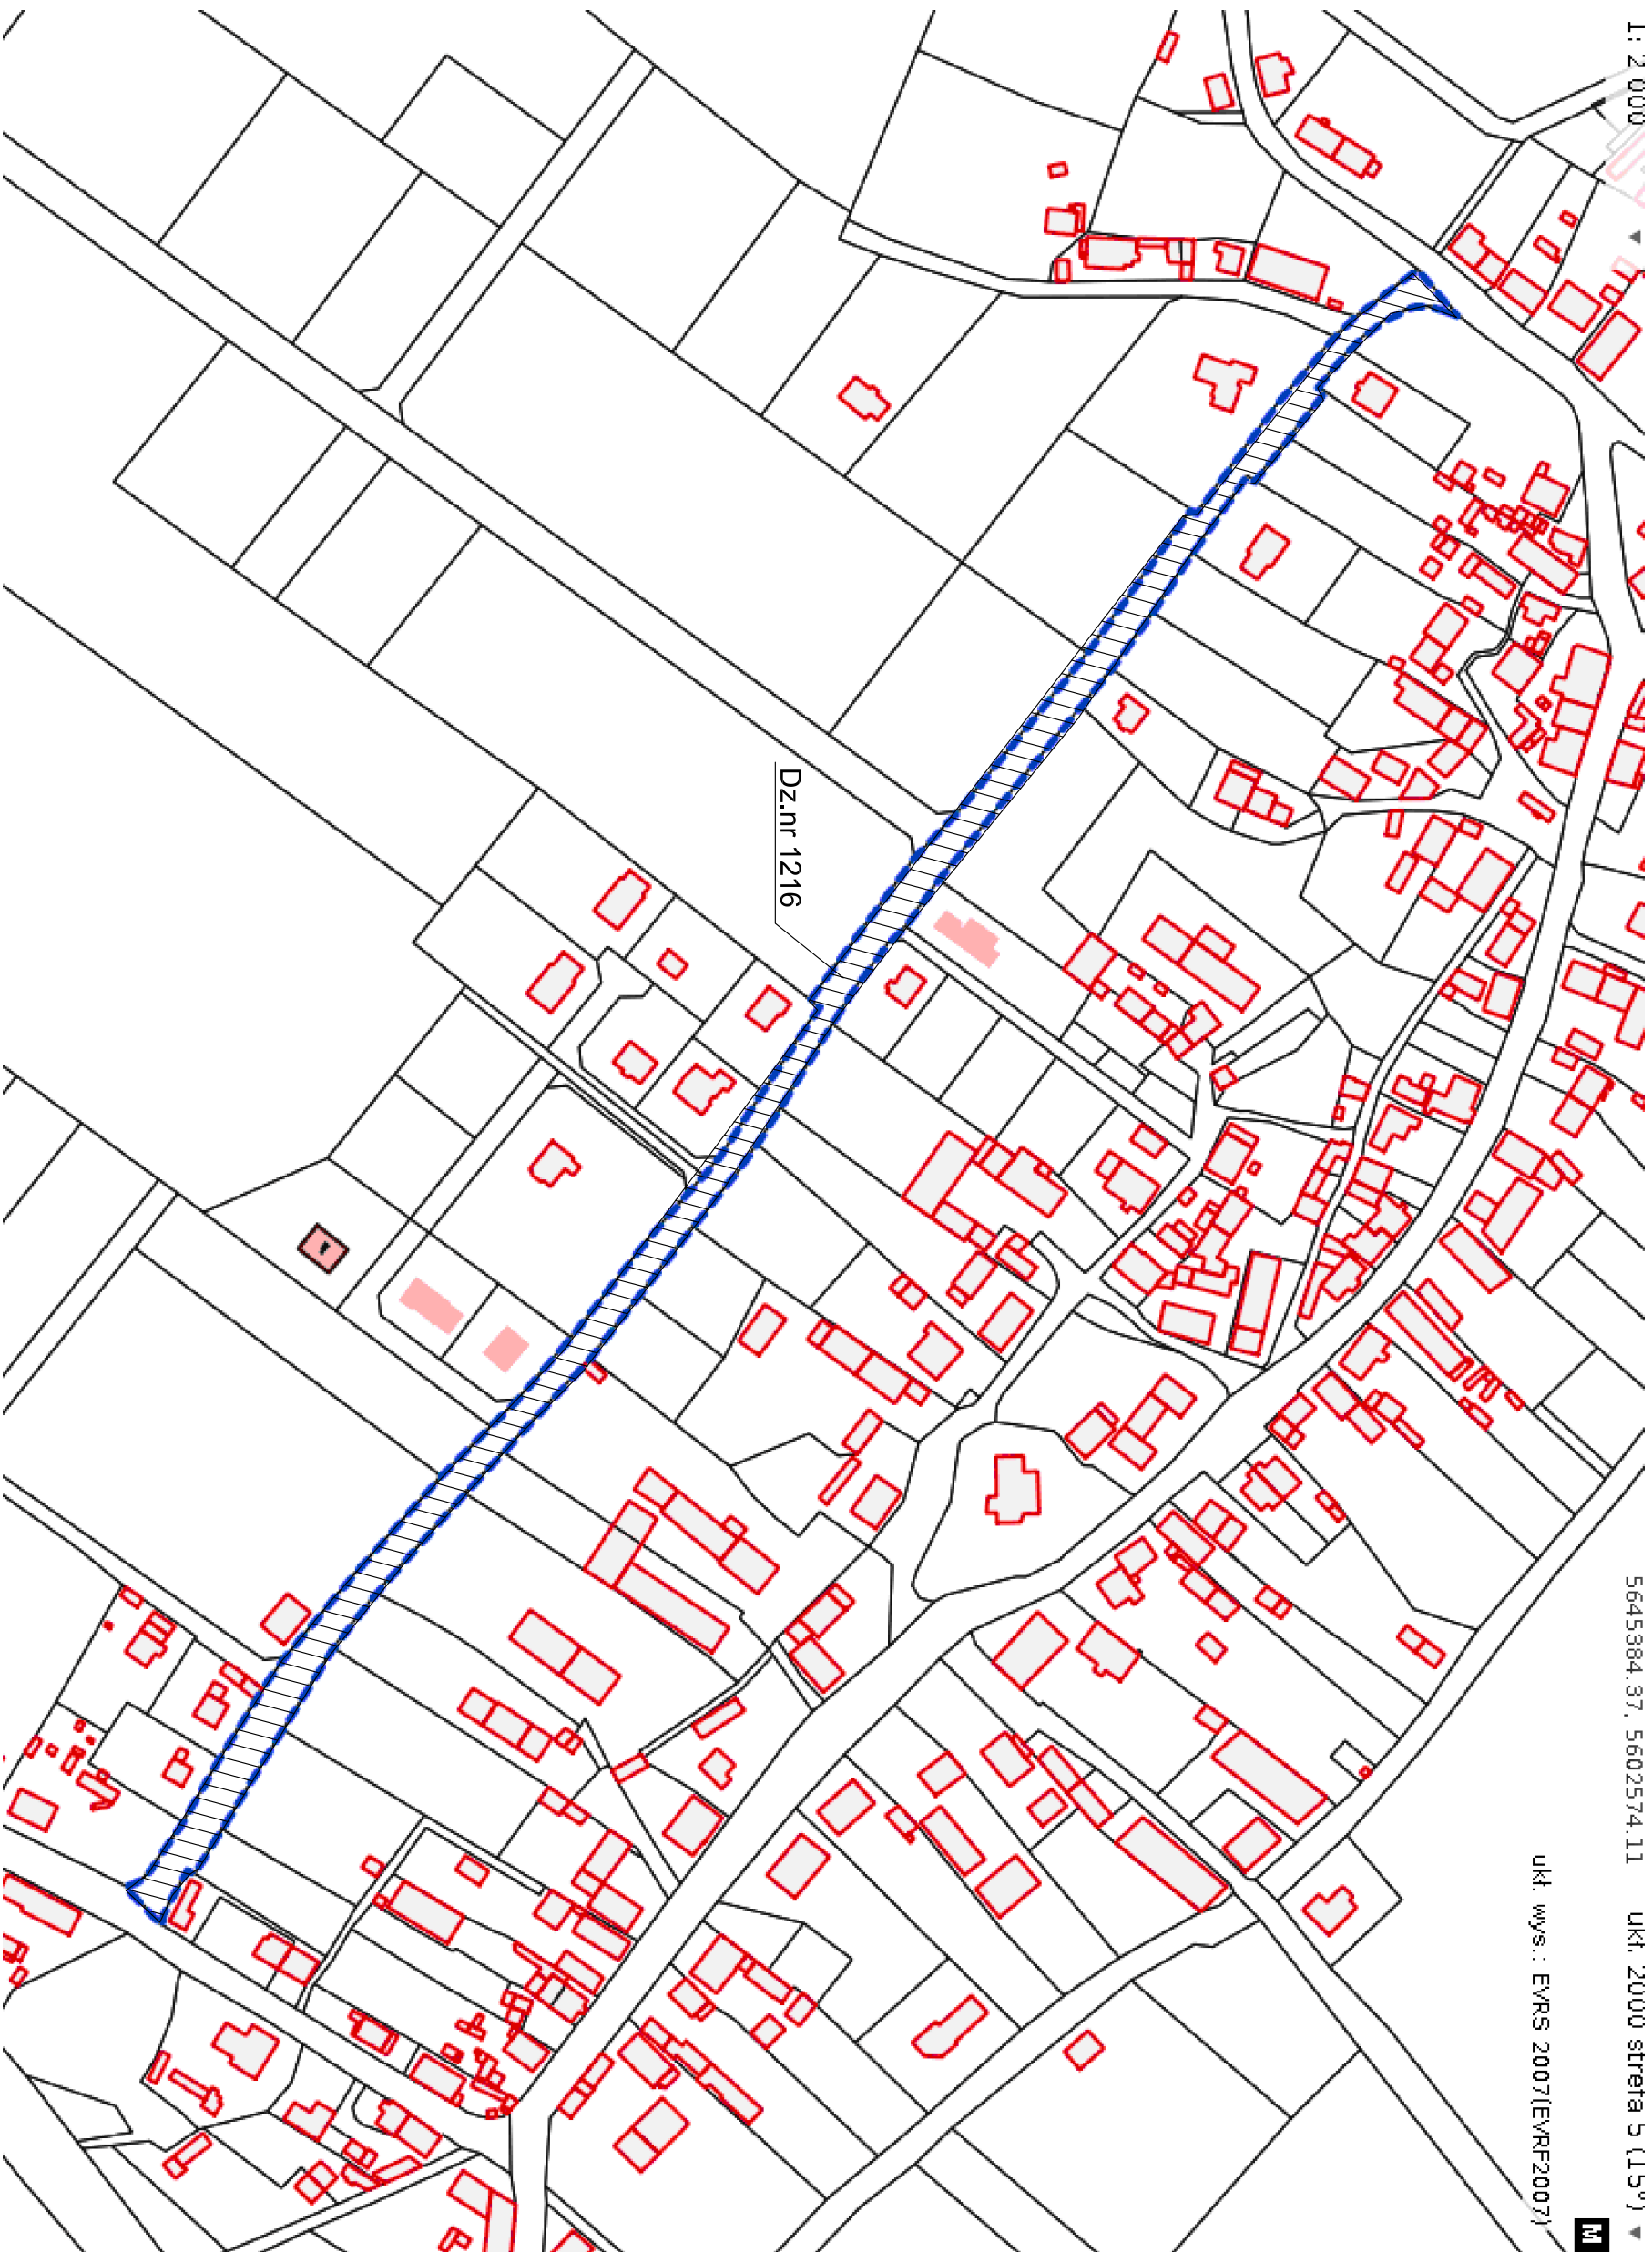 1: 2 000
5645384.37, 5602574.11 ukł. 2000 strefa 5 (15°)
ukł. wys.: EVRS 2007(EVRF2007)
M
Dz.nr 1216